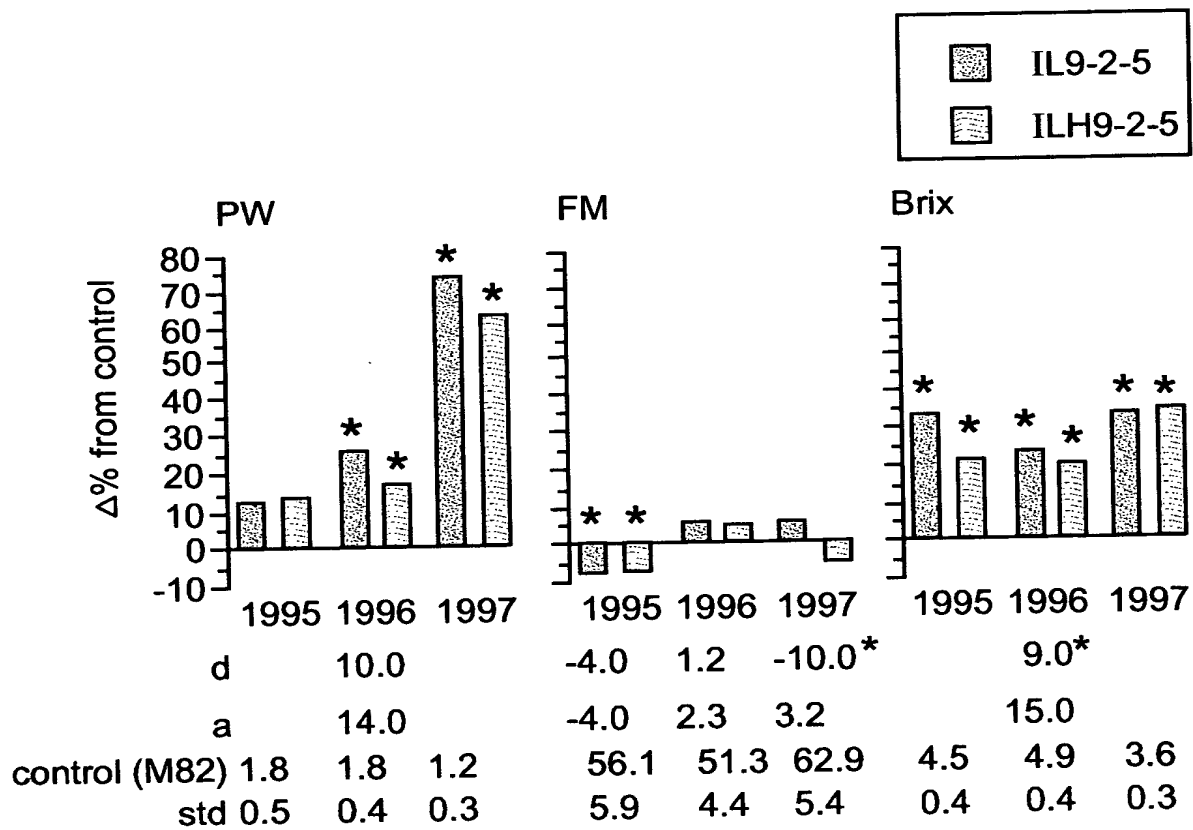 IL9-2-5
ILH9-2-5
PW
FM
Brix
Δ% from control
80
70
60
50
40
30
20
10
0
-10
* * * *
* *
* * * * * *
1995 1996 1997 1995 1996 1997 1995 1996 1997
d 10.0 -4.0 1.2 -10.0* 9.0*
a 14.0 -4.0 2.3 3.2 15.0
control (M82) 1.8 1.8 1.2 56.1 51.3 62.9 4.5 4.9 3.6
std 0.5 0.4 0.3 5.9 4.4 5.4 0.4 0.4 0.3